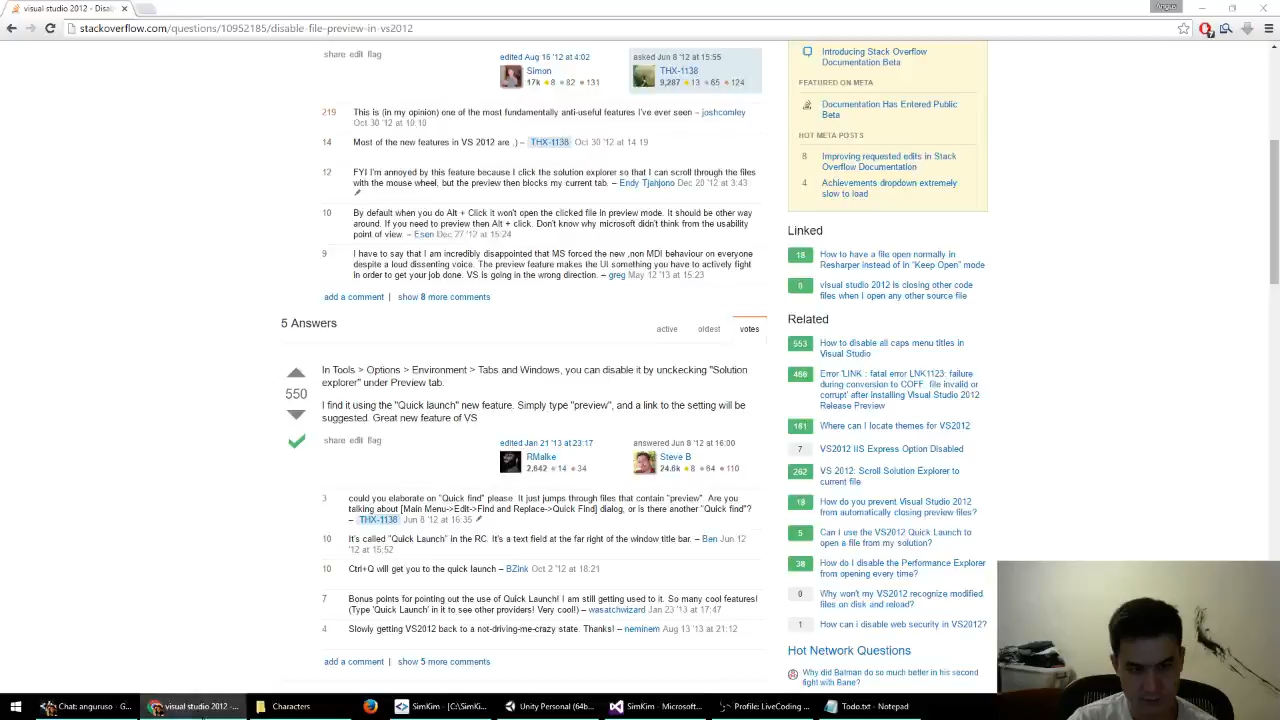 visual studio 2012 - Disabl
Angus
stackoverflow.com/questions/10952185/disable-file-preview-in-vs2012
share edit flag
edited Aug 16 '12 at 4:02
Simon
17k 8 82 131
asked Jun 8 '12 at 15:55
THX-1138
9,287 13 65 124
219 This is (in my opinion) one of the most fundamentally anti-useful features I've ever seen – joshcomley
Oct 30 '12 at 10:18
14 Most of the new features in VS 2012 are ;) – THX-1138 Oct 30 '12 at 14:19
12 FYI I'm annoyed by this feature because I click the solution explorer so that I can scroll through the files
with the mouse wheel, but the preview then blocks my current tab. – Endy Tjahjono Dec 20 '12 at 3:43
10 By default when you do Alt + Click it won't open the clicked file in preview mode. It should be other way
around. If you need to preview then Alt + click. Don't know why microsoft didn't think from the usability
point of view. – Esen Dec 27 '12 at 15:24
9 I have to say that I am incredibly disappointed that MS forced the new ,non MDI behaviour on everyone
despite a loud dissenting voice. The preview feature makes the UI something you have to actively fight
in order to get your job done. VS is going in the wrong direction. – greg May 12 '13 at 15:23
add a comment | show 8 more comments
5 Answers
active oldest votes
550
In Tools > Options > Environment > Tabs and Windows, you can disable it by unckecking "Solution
explorer" under Preview tab.
I find it using the "Quick launch" new feature. Simply type "preview", and a link to the setting will be
suggested. Great new feature of VS
share edit flag
edited Jan 21 '13 at 23:17
RMalke
2,642 14 34
answered Jun 8 '12 at 16:00
Steve B
24.6k 8 64 110
3 could you elaborate on "Quick find" please. It just jumps through files that contain "preview". Are you
talking about [Main Menu->Edit->Find and Replace->Quick Find] dialog, or is there another "Quick find"?
– THX-1138 Jun 8 '12 at 16:35
10 It's called "Quick Launch" in the RC. It's a text field at the far right of the window title bar. – Ben Jun 12
'12 at 15:52
10 Ctrl+Q will get you to the quick launch – BZink Oct 2 '12 at 18:21
7 Bonus points for pointing out the use of Quick Launch! I am still getting used to it. So many cool features!
(Type 'Quick Launch' in it to see other providers! Very cool!) – wasatchwizard Jan 23 '13 at 17:47
4 Slowly getting VS2012 back to a not-driving-me-crazy state. Thanks! – neminem Aug 13 '13 at 21:12
add a comment | show 5 more comments
Introducing Stack Overflow
Documentation Beta
FEATURED ON META
Documentation Has Entered Public
Beta
HOT META POSTS
8 Improving requested edits in Stack
Overflow Documentation
4 Achievements dropdown extremely
slow to load
Linked
18 How to have a file open normally in
Resharper instead of in "Keep Open" mode
0 visual studio 2012 is closing other code
files when I open any other source file
Related
553 How to disable all caps menu titles in
Visual Studio
466 Error 'LINK : fatal error LNK1123: failure
during conversion to COFF: file invalid or
corrupt' after installing Visual Studio 2012
Release Preview
161 Where can I locate themes for VS2012
7 VS2012 IIS Express Option Disabled
262 VS 2012: Scroll Solution Explorer to
current file
18 How do you prevent Visual Studio 2012
from automatically closing preview files?
5 Can I use the VS2012 Quick Launch to
open a file from my solution?
38 How do I disable the Performance Explorer
from opening every time?
0 Why won't my VS2012 recognize modified
files on disk and reload?
1 How can i disable web security in VS2012?
Hot Network Questions
Why did Batman do so much better in his second
fight with Bane?
Chat: anguruso - G...
visual studio 2012 -...
Characters
SimKim - [C:\SimKi...
Unity Personal (64b...
SimKim - Microsoft...
Profile: LiveCoding ...
Todo.txt - Notepad